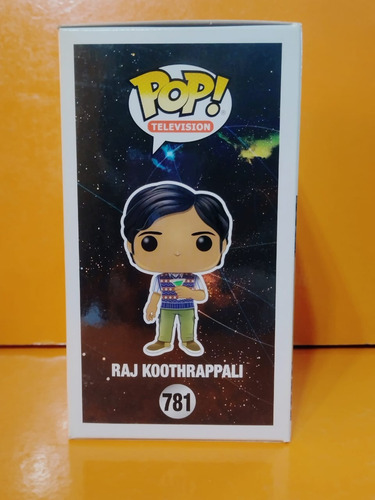 POP!
TELEVISION
RAJ KOOTHRAPPALI
781